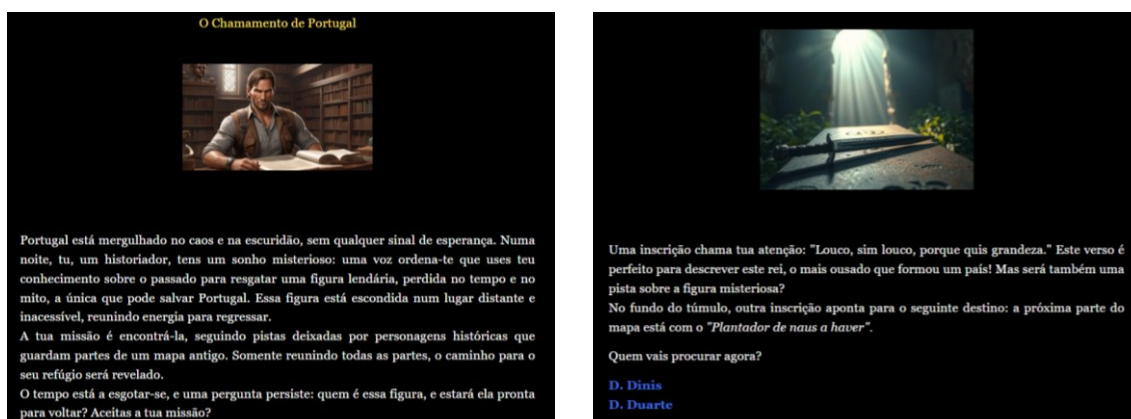 O Chamamento de Portugal
Portugal está mergulhado no caos e na escuridão, sem qualquer sinal de esperança. Numa
noite, tu, um historiador, tens um sonho misterioso: uma voz ordena-te que uses teu
conhecimento sobre o passado para resgatar uma figura lendária, perdida no tempo e no
mito, a única que pode salvar Portugal. Essa figura está escondida num lugar distante e
inacessível, reunindo energia para regressar.
A tua missão é encontrá-la, seguindo pistas deixadas por personagens históricas que
guardam partes de um mapa antigo. Somente reunindo todas as partes, o caminho para o
seu refúgio será revelado.
O tempo está a esgotar-se, e uma pergunta persiste: quem é essa figura, e estará ela pronta
para voltar? Aceitas a tua missão?
Uma inscrição chama tua atenção: "Louco, sim louco, porque quis grandeza." Este verso é
perfeito para descrever este rei, o mais ousado que formou um país! Mas será também uma
pista sobre a figura misteriosa?
No fundo do túmulo, outra inscrição aponta para o seguinte destino: a próxima parte do
mapa está com o "Plantador de naus a haver".
Quem vais procurar agora?
D. Dinis
D. Duarte